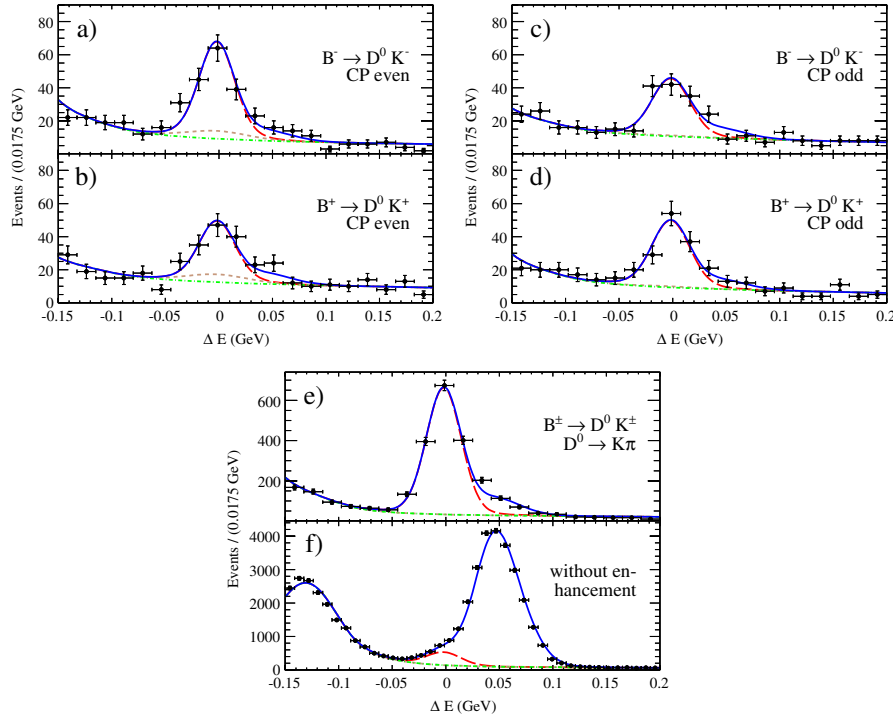 a)
B⁻ → D⁰ K⁻
CP even
80
60
40
20
b)
B⁺ → D⁰ K⁺
CP even
80
60
40
20
0
-0.15 -0.1 -0.05 0 0.05 0.1 0.15 0.2
Δ E (GeV)
Events / (0.0175 GeV)
c)
B⁻ → D⁰ K⁻
CP odd
80
60
40
20
d)
B⁺ → D⁰ K⁺
CP odd
80
60
40
20
0
-0.15 -0.1 -0.05 0 0.05 0.1 0.15 0.2
Δ E (GeV)
Events / (0.0175 GeV)
e)
B± → D⁰ K±
D⁰ → Kπ
600
400
200
f)
without en-
hancement
4000
3000
2000
1000
0
-0.15 -0.1 -0.05 0 0.05 0.1 0.15 0.2
Δ E (GeV)
Events / (0.0175 GeV)